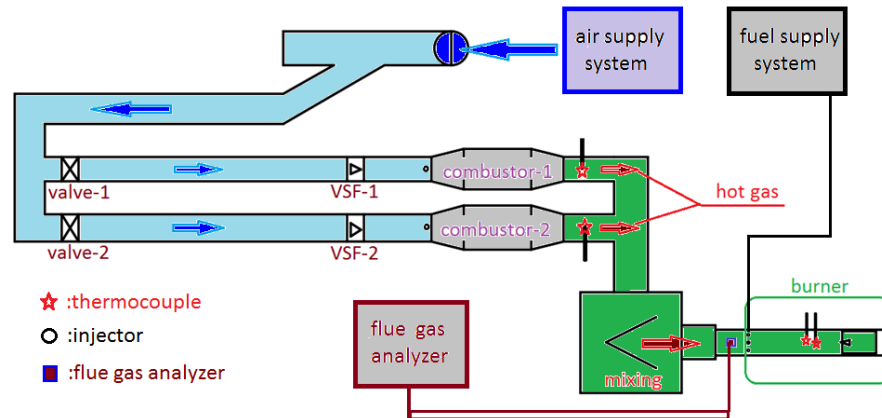 air supply
system
fuel supply
system
combustor-1
valve-1
VSF-1
hot gas
combustor-2
valve-2
VSF-2
burner
:thermocouple
:injector
:flue gas analyzer
flue gas
analyzer
mixing